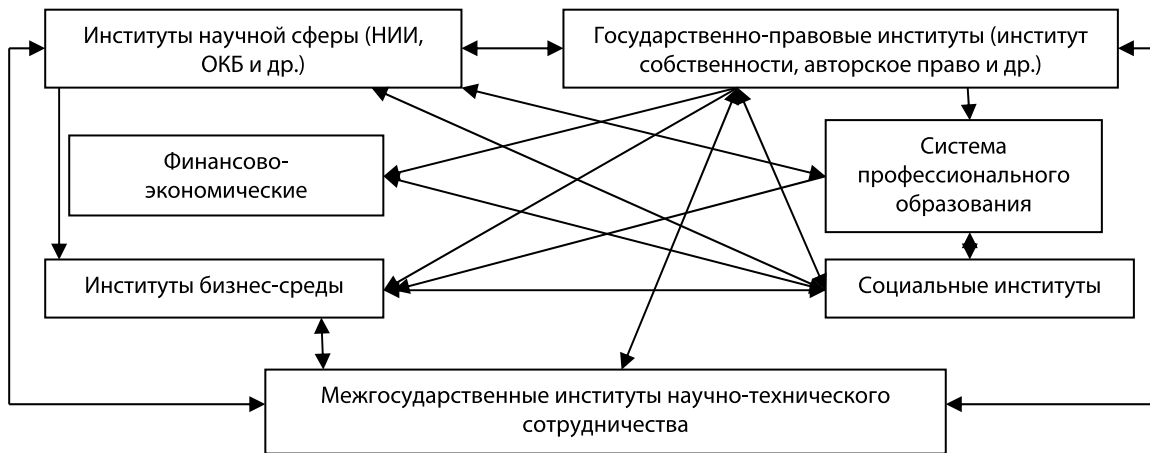 Институты научной сферы (НИИ,
ОКБ и др.)
Государственно-правовые институты (институт
собственности, авторское право и др.)
Финансово-
экономические
Система
профессионального
образования
Институты бизнес-среды
Социальные институты
Межгосударственные институты научно-технического
сотрудничества